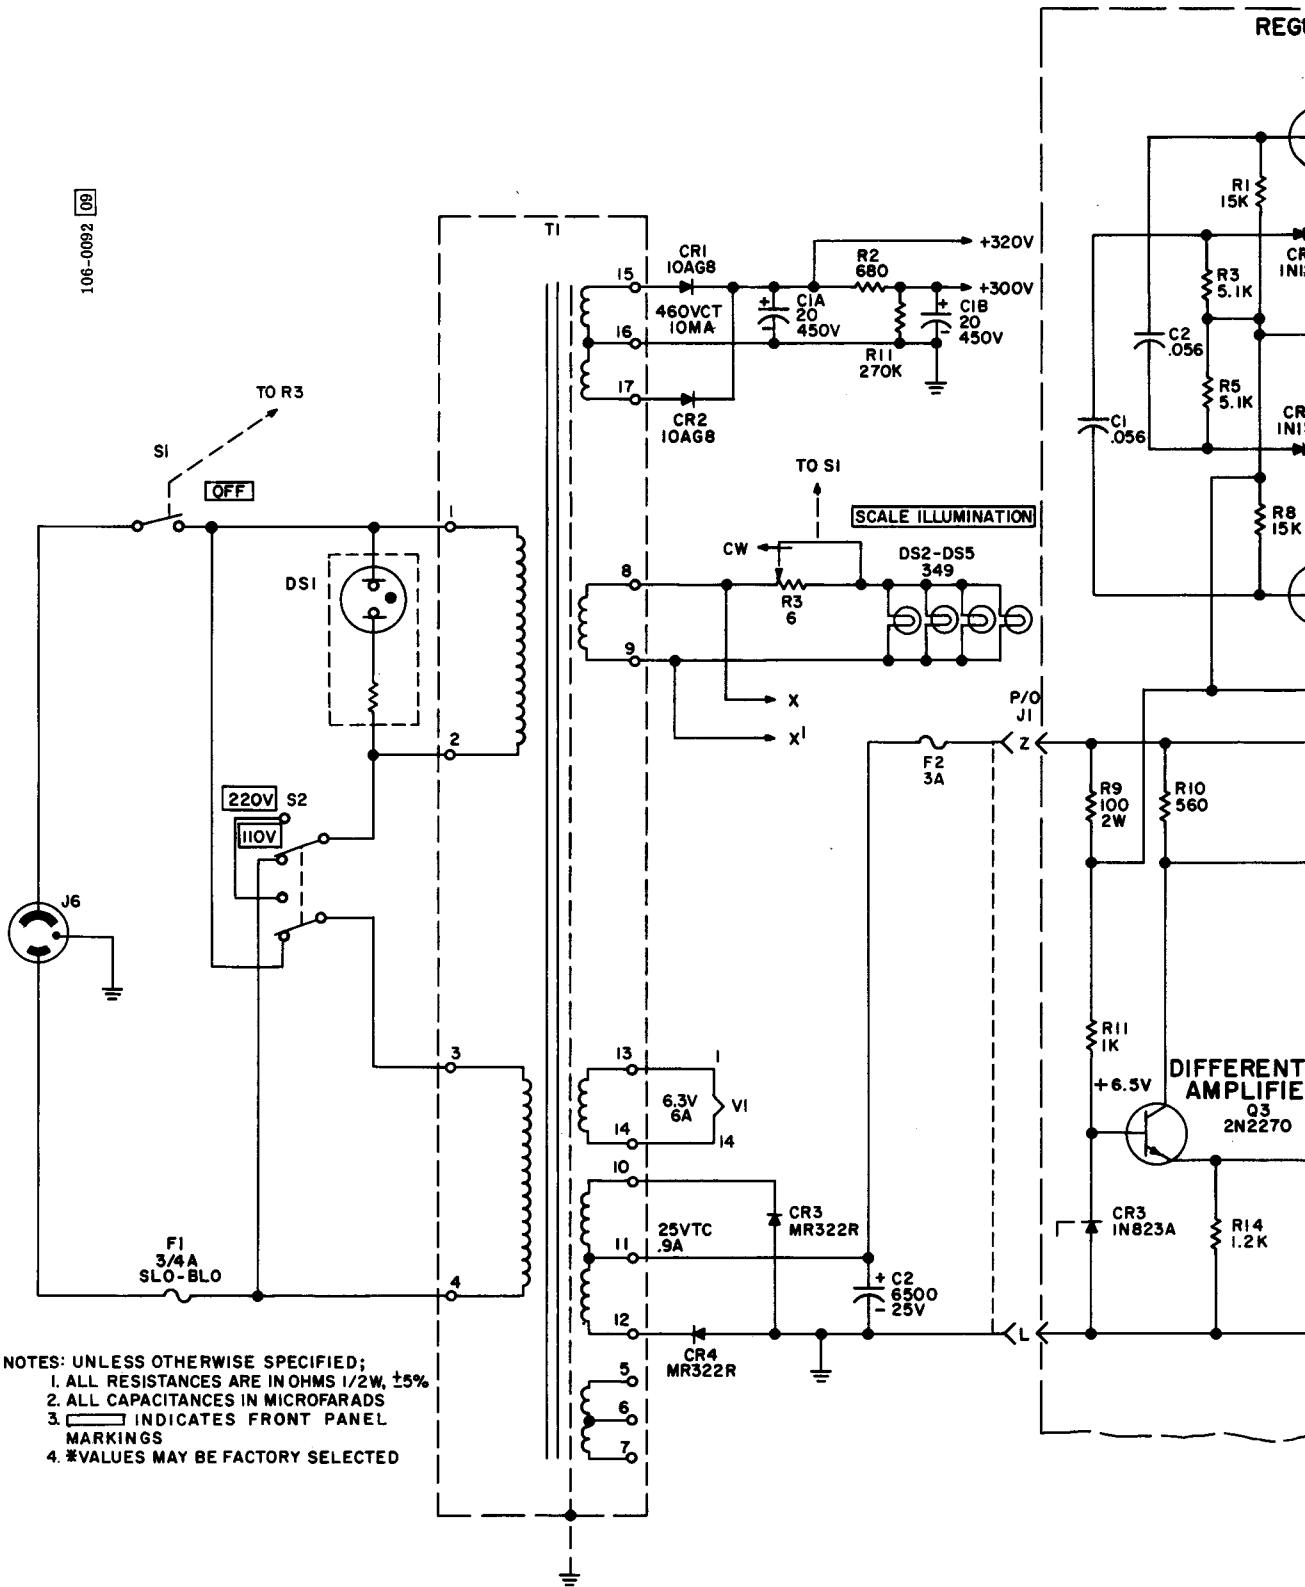 REGU
106-0092 09
T1
CR1
10AG8
460VCT
10MA
15
16
17
CR2
10AG8
+320V
R2
680
+300V
+
C1A
20
450V
-
R11
270K
+
C1B
20
450V
-
R1
15K
R3
5.1K
C2
.056
R5
5.1K
C1
.056
R8
15K
CR
CR
TO R3
S1
OFF
TO S1
SCALE ILLUMINATION
CW
DS2-DS5
349
R3
6
DS1
1
2
8
9
X
X'
P/O
J1
Z
F2
3A
R9
100
2W
R10
560
220V S2
110V
J6
3
4
13
14
6.3V
6A
1
V1
14
R11
1K
+6.5V
DIFFERENT
AMPLIFIE
Q3
2N2270
10
11
12
25VTC
.9A
CR3
MR322R
+ C2
6500
- 25V
CR3
1N823A
R14
1.2K
L
CR4
MR322R
F1
3/4A
SLO-BLO
5
6
7
NOTES: UNLESS OTHERWISE SPECIFIED;
1. ALL RESISTANCES ARE IN OHMS 1/2W, ±5%
2. ALL CAPACITANCES IN MICROFARADS
3. INDICATES FRONT PANEL
MARKINGS
4. *VALUES MAY BE FACTORY SELECTED